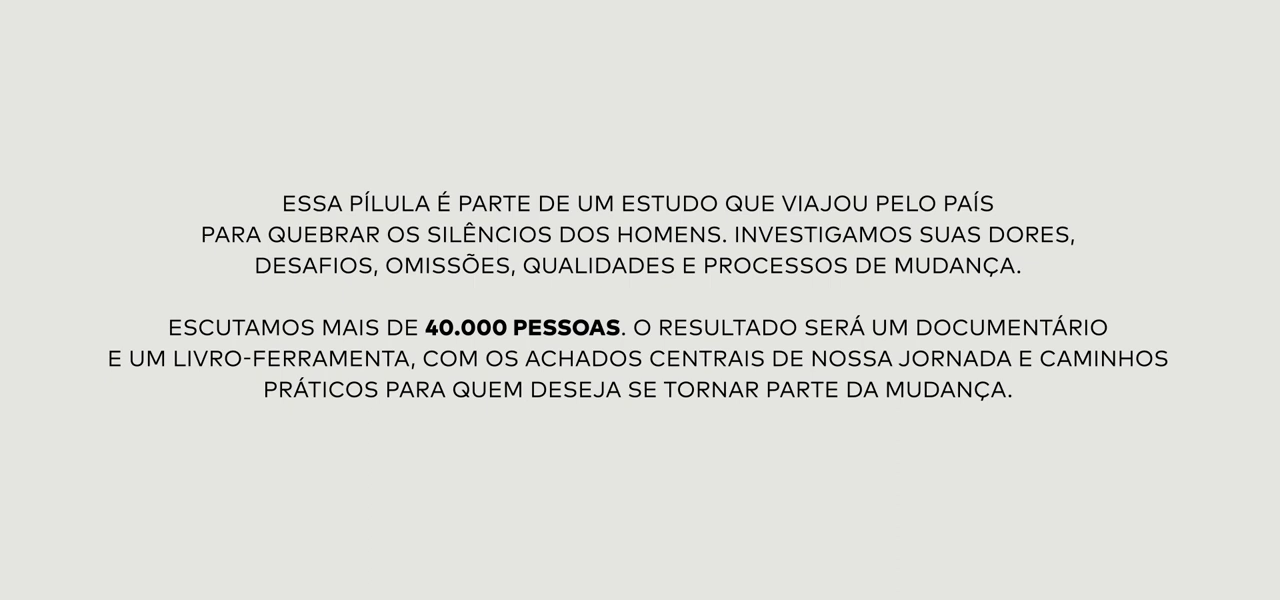 ESSA PÍLULA É PARTE DE UM ESTUDO QUE VIAJOU PELO PAÍS
PARA QUEBRAR OS SILÊNCIOS DOS HOMENS. INVESTIGAMOS SUAS DORES,
DESAFIOS, OMISSÕES, QUALIDADES E PROCESSOS DE MUDANÇA.
ESCUTAMOS MAIS DE 40.000 PESSOAS. O RESULTADO SERÁ UM DOCUMENTÁRIO
E UM LIVRO-FERRAMENTA, COM OS ACHADOS CENTRAIS DE NOSSA JORNADA E CAMINHOS
PRÁTICOS PARA QUEM DESEJA SE TORNAR PARTE DA MUDANÇA.